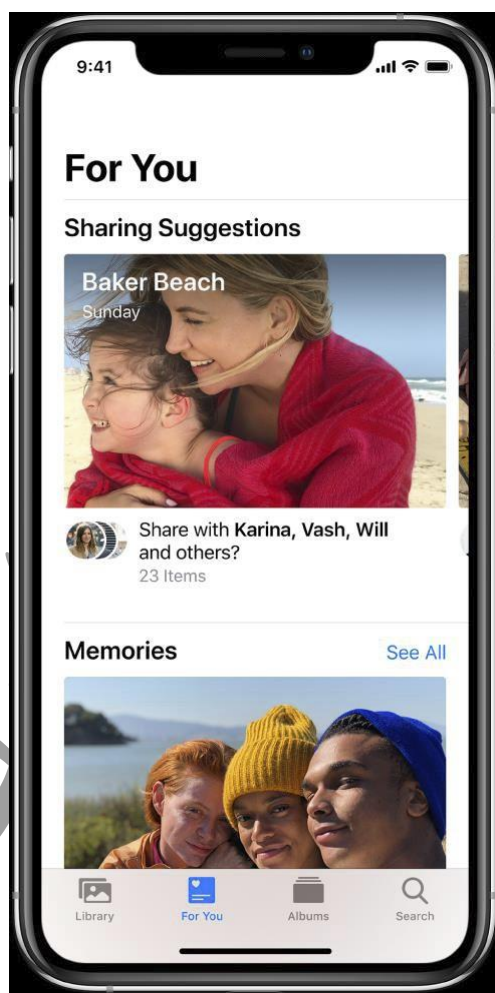 9:41
For You
Sharing Suggestions
Baker Beach
Sunday
Share with Karina, Vash, Will
and others?
23 Items
Memories
See All
Library
For You
Albums
Search